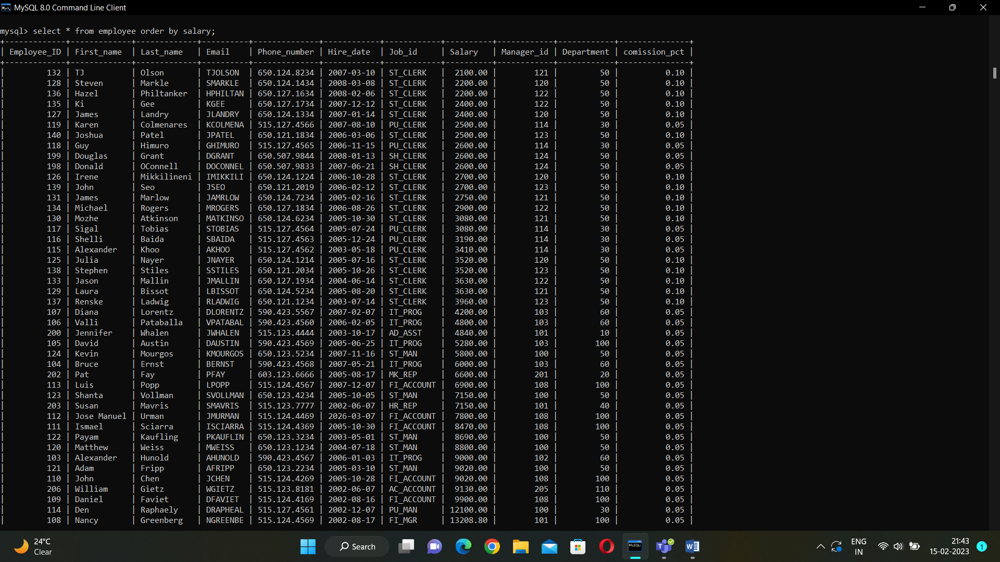 MySQL 8.0 Command Line Client
mysql> select * from employee order by salary;
+-------------+-------------+-------------+----------+--------------+------------+------------+----------+------------+------------+---------------+
| Employee_ID | First_name  | Last_name   | Email    | Phone_number | Hire_date  | Job_id     | Salary   | Manager_id | Department | comission_pct |
+-------------+-------------+-------------+----------+--------------+------------+------------+----------+------------+------------+---------------+
|         132 | TJ          | Olson       | TJOLSON  | 650.124.8234 | 2007-03-10 | ST_CLERK   |  2100.00 |        121 |         50 |          0.10 |
|         128 | Steven      | Markle      | SMARKLE  | 650.124.1434 | 2008-03-08 | ST_CLERK   |  2200.00 |        120 |         50 |          0.10 |
|         136 | Hazel       | Philtanker  | HPHILTAN | 650.127.1634 | 2008-02-06 | ST_CLERK   |  2200.00 |        122 |         50 |          0.10 |
|         135 | Ki          | Gee         | KGEE     | 650.127.1734 | 2007-12-12 | ST_CLERK   |  2400.00 |        122 |         50 |          0.10 |
|         127 | James       | Landry      | JLANDRY  | 650.124.1334 | 2007-01-14 | ST_CLERK   |  2400.00 |        120 |         50 |          0.10 |
|         119 | Karen       | Colmenares  | KCOLMENA | 515.127.4566 | 2007-08-10 | PU_CLERK   |  2500.00 |        114 |         30 |          0.05 |
|         140 | Joshua      | Patel       | JPATEL   | 650.121.1834 | 2006-03-06 | ST_CLERK   |  2500.00 |        123 |         50 |          0.10 |
|         118 | Guy         | Himuro      | GHIMURO  | 515.127.4565 | 2006-11-15 | PU_CLERK   |  2600.00 |        114 |         30 |          0.05 |
|         199 | Douglas     | Grant       | DGRANT   | 650.507.9844 | 2008-01-13 | SH_CLERK   |  2600.00 |        124 |         50 |          0.05 |
|         198 | Donald      | OConnell    | DOCONNEL | 650.507.9833 | 2007-06-21 | SH_CLERK   |  2600.00 |        124 |         50 |          0.05 |
|         126 | Irene       | Mikkilineni | IMIKKILI | 650.124.1224 | 2006-10-28 | ST_CLERK   |  2700.00 |        120 |         50 |          0.10 |
|         139 | John        | Seo         | JSEO     | 650.121.2019 | 2006-02-12 | ST_CLERK   |  2700.00 |        123 |         50 |          0.10 |
|         131 | James       | Marlow      | JAMRLOW  | 650.124.7234 | 2005-02-16 | ST_CLERK   |  2750.00 |        121 |         50 |          0.10 |
|         134 | Michael     | Rogers      | MROGERS  | 650.127.1834 | 2006-08-26 | ST_CLERK   |  2900.00 |        122 |         50 |          0.10 |
|         130 | Mozhe       | Atkinson    | MATKINSO | 650.124.6234 | 2005-10-30 | ST_CLERK   |  3080.00 |        121 |         50 |          0.10 |
|         117 | Sigal       | Tobias      | STOBIAS  | 515.127.4564 | 2005-07-24 | PU_CLERK   |  3080.00 |        114 |         30 |          0.05 |
|         116 | Shelli      | Baida       | SBAIDA   | 515.127.4563 | 2005-12-24 | PU_CLERK   |  3190.00 |        114 |         30 |          0.05 |
|         115 | Alexander   | Khoo        | AKHOO    | 515.127.4562 | 2003-05-18 | PU_CLERK   |  3410.00 |        114 |         30 |          0.05 |
|         125 | Julia       | Nayer       | JNAYER   | 650.124.1214 | 2005-07-16 | ST_CLERK   |  3520.00 |        120 |         50 |          0.10 |
|         138 | Stephen     | Stiles      | SSTILES  | 650.121.2034 | 2005-10-26 | ST_CLERK   |  3520.00 |        123 |         50 |          0.10 |
|         133 | Jason       | Mallin      | JMALLIN  | 650.127.1934 | 2004-06-14 | ST_CLERK   |  3630.00 |        122 |         50 |          0.10 |
|         129 | Laura       | Bissot      | LBISSOT  | 650.124.5234 | 2005-08-20 | ST_CLERK   |  3630.00 |        121 |         50 |          0.10 |
|         137 | Renske      | Ladwig      | RLADWIG  | 650.121.1234 | 2003-07-14 | ST_CLERK   |  3960.00 |        123 |         50 |          0.10 |
|         107 | Diana       | Lorentz     | DLORENTZ | 590.423.5567 | 2007-02-07 | IT_PROG    |  4200.00 |        103 |         60 |          0.05 |
|         106 | Valli       | Pataballa   | VPATABAL | 590.423.4560 | 2006-02-05 | IT_PROG    |  4800.00 |        103 |         60 |          0.05 |
|         200 | Jennifer    | Whalen      | JWHALEN  | 515.123.4444 | 2003-10-17 | AD_ASST    |  4840.00 |        101 |         10 |          0.05 |
|         105 | David       | Austin      | DAUSTIN  | 590.423.4569 | 2005-06-25 | IT_PROG    |  5280.00 |        103 |        100 |          0.05 |
|         124 | Kevin       | Mourgos     | KMOURGOS | 650.123.5234 | 2007-11-16 | ST_MAN     |  5800.00 |        100 |         50 |          0.05 |
|         104 | Bruce       | Ernst       | BERNST   | 590.423.4568 | 2007-05-21 | IT_PROG    |  6000.00 |        103 |         60 |          0.05 |
|         202 | Pat         | Fay         | PFAY     | 603.123.6666 | 2005-08-17 | MK_REP     |  6600.00 |        201 |         20 |          0.05 |
|         113 | Luis        | Popp        | LPOPP    | 515.124.4567 | 2007-12-07 | FI_ACCOUNT |  6900.00 |        108 |        100 |          0.05 |
|         123 | Shanta      | Vollman     | SVOLLMAN | 650.123.4234 | 2005-10-05 | ST_MAN     |  7150.00 |        100 |         50 |          0.05 |
|         203 | Susan       | Mavris      | SMAVRIS  | 515.123.7777 | 2002-06-07 | HR_REP     |  7150.00 |        101 |         40 |          0.05 |
|         112 | Jose Manuel | Urman       | JMURMAN  | 515.124.4469 | 2026-03-07 | FI_ACCOUNT |  7800.00 |        108 |        100 |          0.05 |
|         111 | Ismael      | Sciarra     | ISCIARRA | 515.124.4369 | 2005-10-30 | FI_ACCOUNT |  8470.00 |        108 |        100 |          0.05 |
|         122 | Payam       | Kaufling    | PKAUFLIN | 650.123.3234 | 2003-05-01 | ST_MAN     |  8690.00 |        100 |         50 |          0.05 |
|         120 | Matthew     | Weiss       | MWEISS   | 650.123.1234 | 2004-07-18 | ST_MAN     |  8800.00 |        100 |         50 |          0.05 |
|         103 | Alexander   | Hunold      | AHUNOLD  | 590.423.4567 | 2006-01-03 | IT_PROG    |  9000.00 |        102 |         60 |          0.05 |
|         121 | Adam        | Fripp       | AFRIPP   | 650.123.2234 | 2005-03-10 | ST_MAN     |  9020.00 |        100 |         50 |          0.05 |
|         110 | John        | Chen        | JCHEN    | 515.124.4269 | 2005-10-28 | FI_ACCOUNT |  9020.00 |        108 |        100 |          0.05 |
|         206 | William     | Gietz       | WGIETZ   | 515.123.8181 | 2002-06-07 | AC_ACCOUNT |  9130.00 |        205 |        110 |          0.05 |
|         109 | Daniel      | Faviet      | DFAVIET  | 515.124.4169 | 2002-08-16 | FI_ACCOUNT |  9900.00 |        108 |        100 |          0.05 |
|         114 | Den         | Raphaely    | DRAPHEAL | 515.127.4561 | 2002-12-07 | PU_MAN     | 12100.00 |        100 |         30 |          0.05 |
|         108 | Nancy       | Greenberg   | NGREENBE | 515.124.4569 | 2002-08-17 | FI_MGR     | 13208.80 |        101 |        100 |          0.05 |
24°C
Clear
Search
ENG
IN
21:43
15-02-2023
1